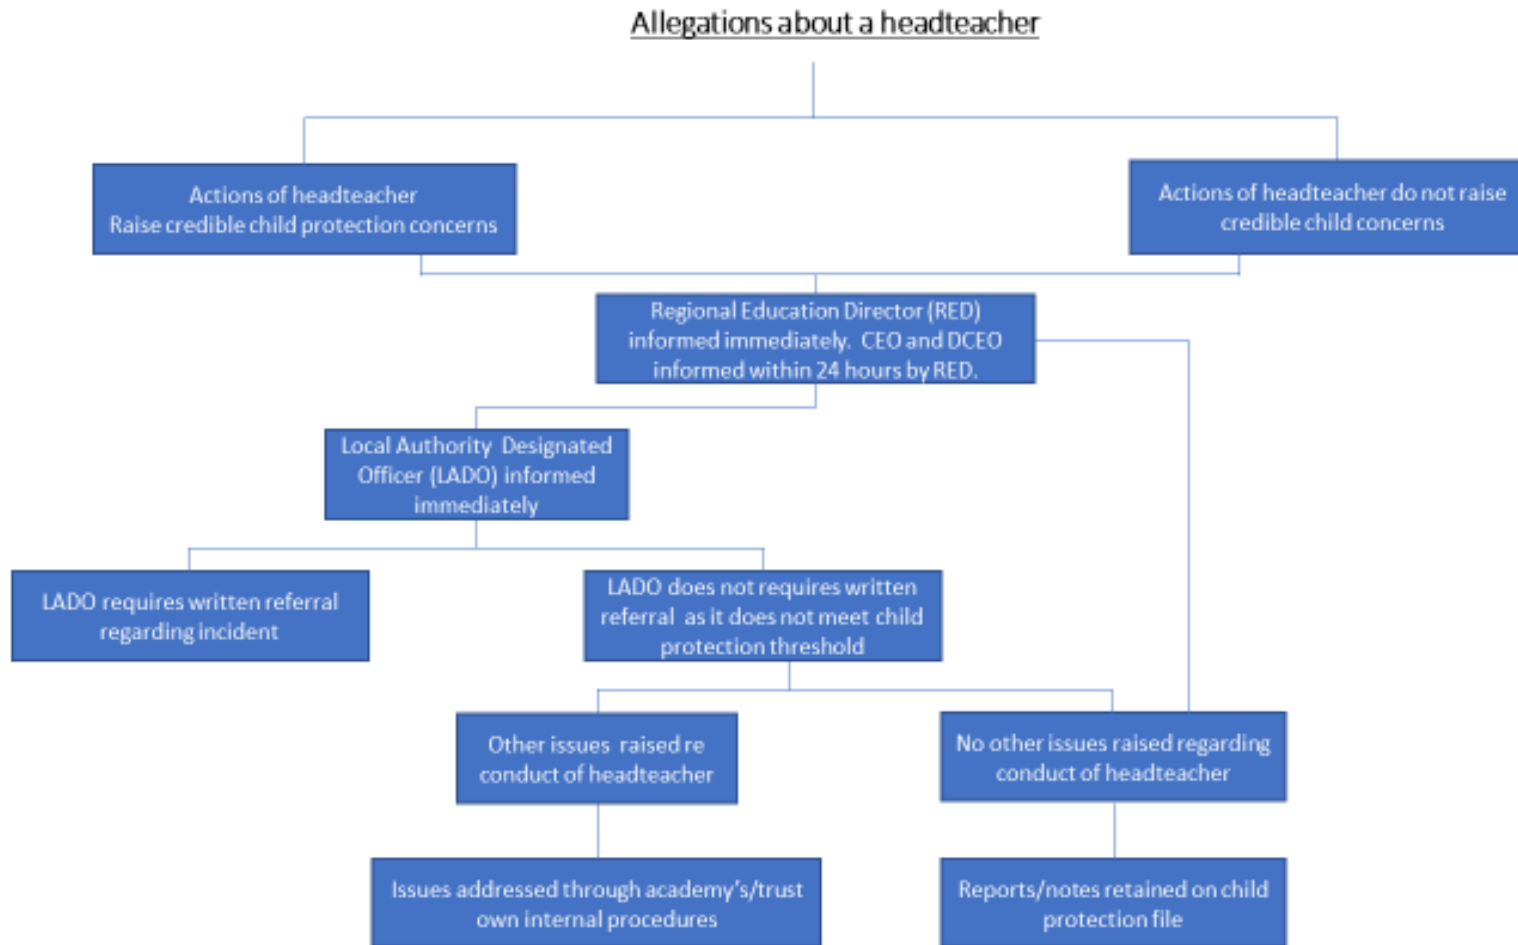 Allegations about a headteacher
Actions of headteacher
Raise credible child protection concerns
Actions of headteacher do not raise
credible child concerns
Regional Education Director (RED)
informed immediately.  CEO and DCEO
informed within 24 hours by RED.
Local Authority  Designated
Officer (LADO) informed
immediately
LADO requires written referral
regarding incident
LADO does not requires written
referral  as it does not meet child
protection threshold
Other issues  raised re
conduct of headteacher
No other issues raised regarding
conduct of headteacher
Issues addressed through academy's/trust
own internal procedures
Reports/notes retained on child
protection file